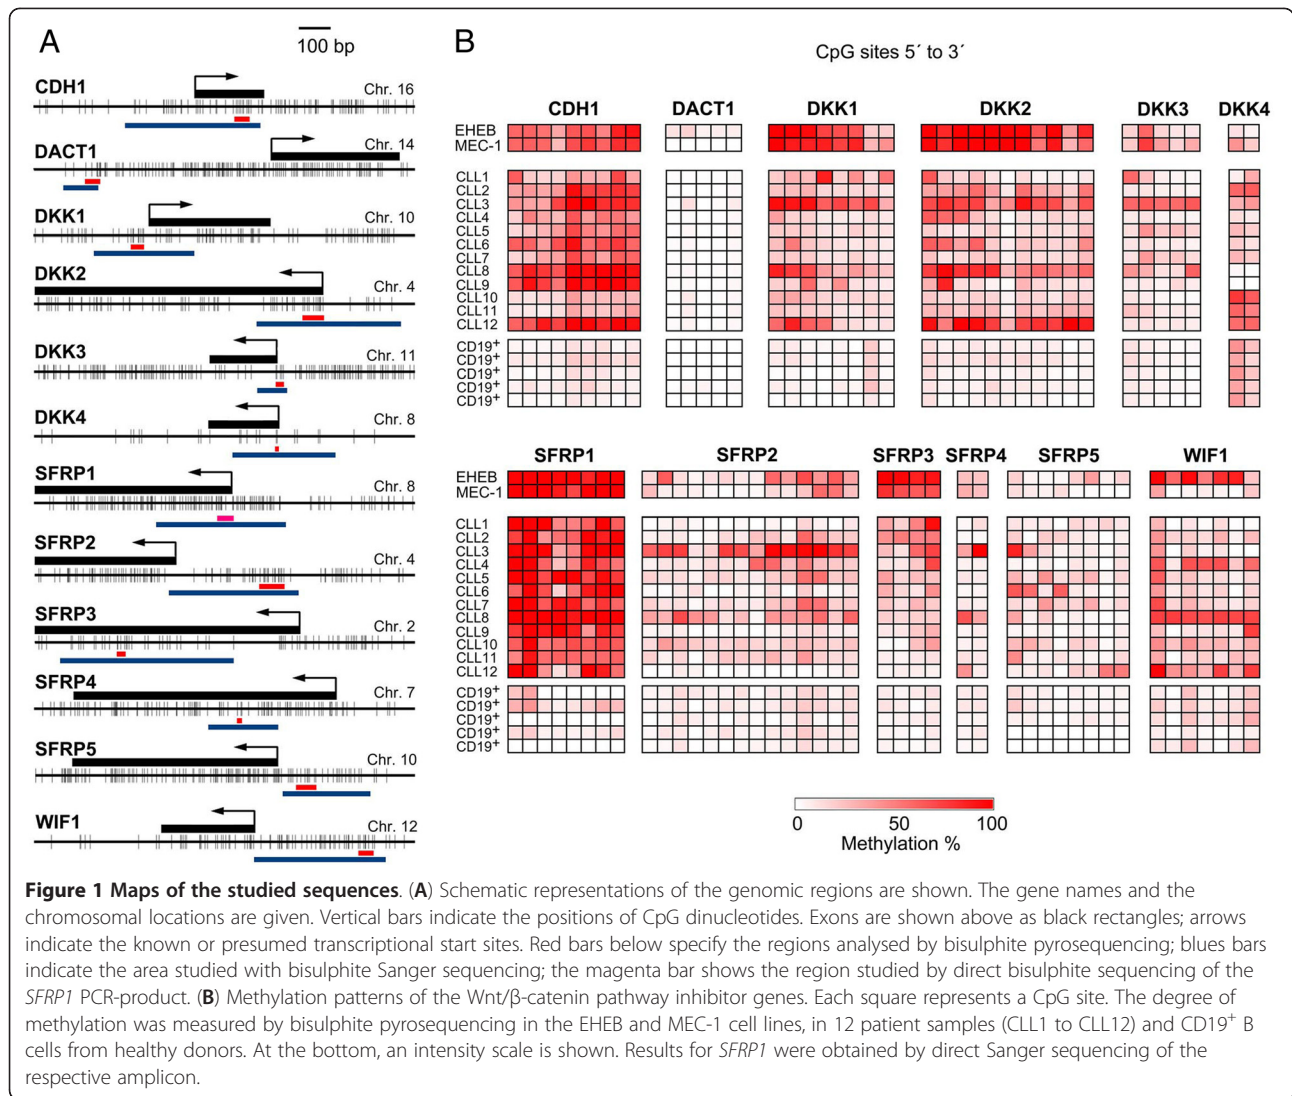 A
100 bp
CDH1
Chr. 16
DACT1
Chr. 14
DKK1
Chr. 10
DKK2
Chr. 4
DKK3
Chr. 11
DKK4
Chr. 8
SFRP1
Chr. 8
SFRP2
Chr. 4
SFRP3
Chr. 2
SFRP4
Chr. 7
SFRP5
Chr. 10
WIF1
Chr. 12
B
CpG sites 5´ to 3´
CDH1 DACT1 DKK1 DKK2 DKK3 DKK4
EHEB
MEC-1
CLL1
CLL2
CLL3
CLL4
CLL5
CLL6
CLL7
CLL8
CLL9
CLL10
CLL11
CLL12
CD19+
CD19+
CD19+
CD19+
CD19+
SFRP1 SFRP2 SFRP3 SFRP4 SFRP5 WIF1
EHEB
MEC-1
CLL1
CLL2
CLL3
CLL4
CLL5
CLL6
CLL7
CLL8
CLL9
CLL10
CLL11
CLL12
CD19+
CD19+
CD19+
CD19+
CD19+
0 50 100
Methylation %
Figure 1 Maps of the studied sequences. (A) Schematic representations of the genomic regions are shown. The gene names and the
chromosomal locations are given. Vertical bars indicate the positions of CpG dinucleotides. Exons are shown above as black rectangles; arrows
indicate the known or presumed transcriptional start sites. Red bars below specify the regions analysed by bisulphite pyrosequencing; blues bars
indicate the area studied with bisulphite Sanger sequencing; the magenta bar shows the region studied by direct bisulphite sequencing of the
SFRP1 PCR-product. (B) Methylation patterns of the Wnt/β-catenin pathway inhibitor genes. Each square represents a CpG site. The degree of
methylation was measured by bisulphite pyrosequencing in the EHEB and MEC-1 cell lines, in 12 patient samples (CLL1 to CLL12) and CD19+ B
cells from healthy donors. At the bottom, an intensity scale is shown. Results for SFRP1 were obtained by direct Sanger sequencing of the
respective amplicon.